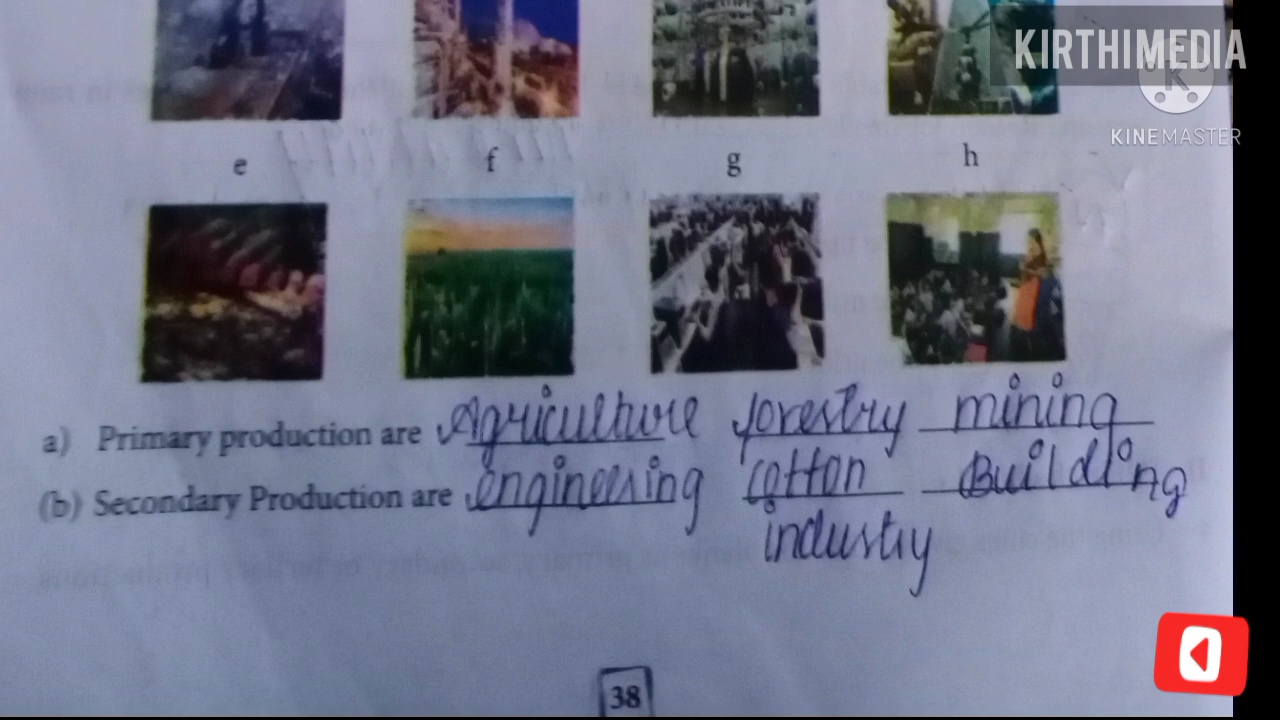 KIRTHIMEDIA
K
KINEMASTER
e f g h
a) Primary production are Agriculture forestry mining
(b) Secondary Production are engineering cotton Building
industry
38